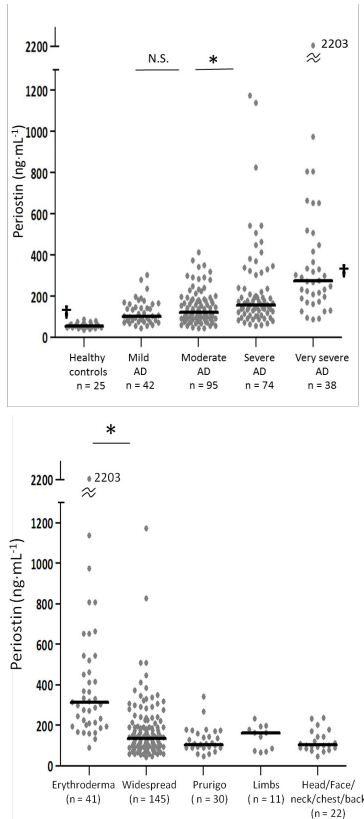 2200
2203
N.S.
*
1200
1000
800
600
400
200
0
Periostin (ng·mL⁻¹)
†
†
Healthy controls n = 25
Mild AD n = 42
Moderate AD n = 95
Severe AD n = 74
Very severe AD n = 38
*
2200
2203
1200
1000
800
600
400
200
0
Periostin (ng·mL⁻¹)
Erythroderma (n = 41)
Widespread (n = 145)
Prurigo (n = 30)
Limbs (n = 11)
Head/Face/ neck/chest/back (n = 22)